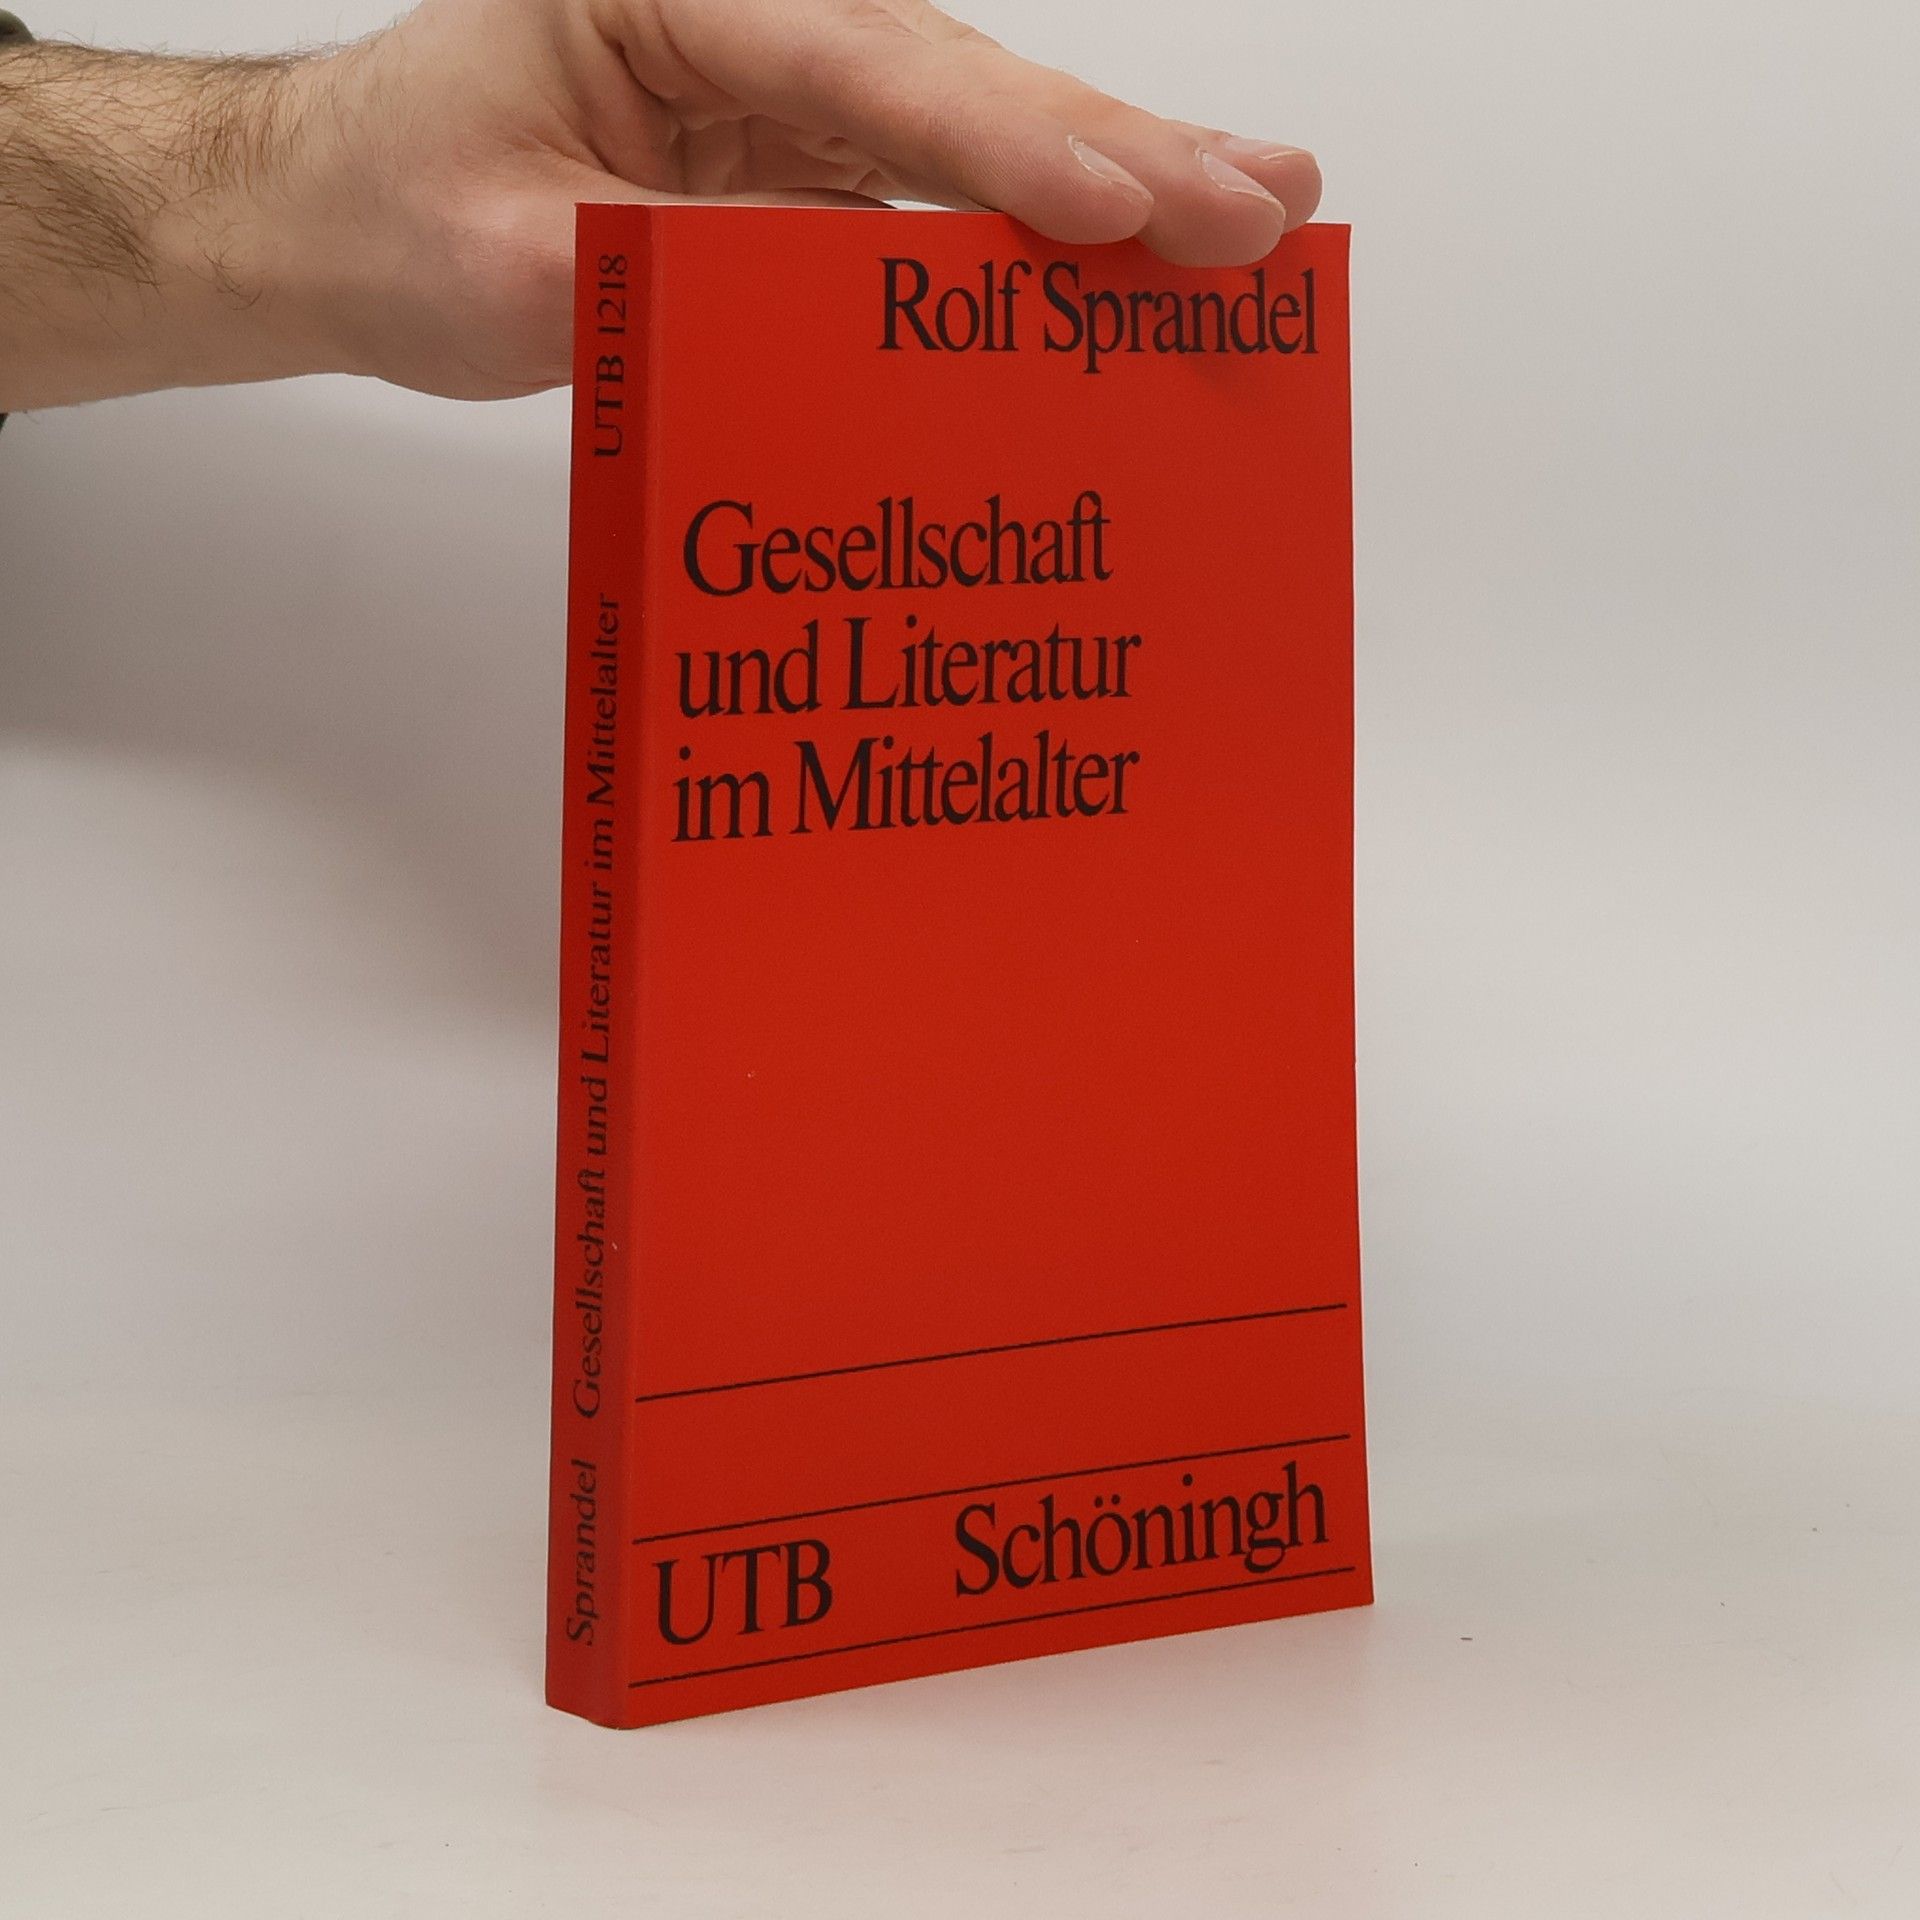 Rolf Sprandel
Gesellschaft
und Literatur
im Mittelalter
UTB Schöningh
Sprandel Gesellschaft und Literatur im Mittelalter UTB 1218